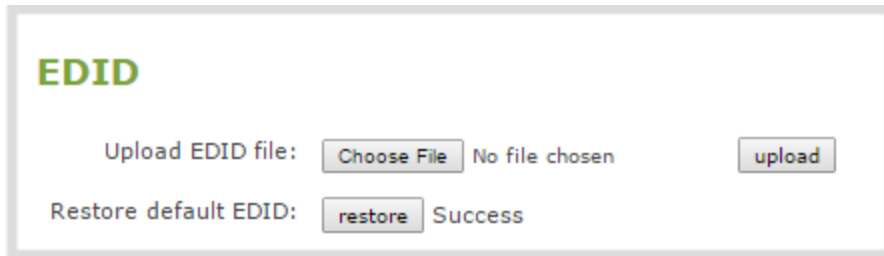 EDID
Upload EDID file: Choose File No file chosen upload
Restore default EDID: restore Success